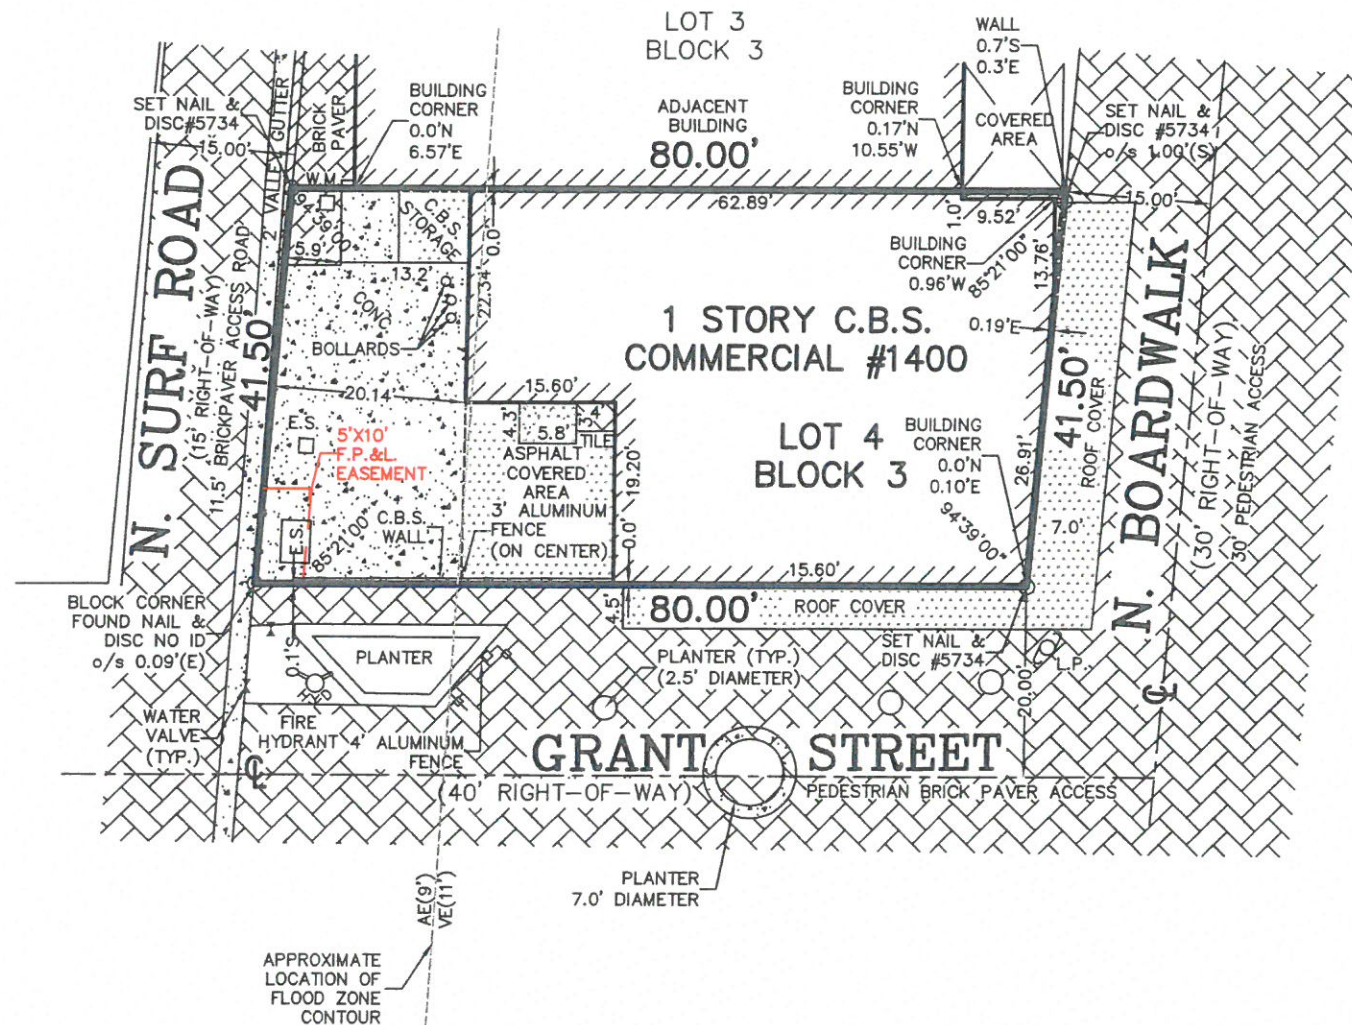 LOT 3
BLOCK 3
WALL
0.7'S
0.3'E
SET NAIL &
DISC#5734
15.00'
2' VALLEY GUTTER
BRICK
PAVER
BUILDING
CORNER
0.0'N
6.57'E
ADJACENT
BUILDING
80.00'
BUILDING
CORNER
0.17'N
10.55'W
COVERED
AREA
SET NAIL &
DISC #5734
o/s 1.00'(S)
15.00'
W.M.
94°39'00"
5.9'
C.B.S.
STORAGE
0.0'
62.89'
1.0'
9.52'
BUILDING
CORNER
0.96'W
85°21'00"
13.76'
13.2'
CONC.
BOLLARDS
22.34'
1 STORY C.B.S.
COMMERCIAL #1400
0.19'E
N. SURF ROAD
(15' RIGHT-OF-WAY)
11.5' BRICKPAVER ACCESS ROAD
41.50'
20.14'
15.60'
4.3'
5.8'
3'
4'
TILE
E.S.
5'X10'
F.P.&L.
EASEMENT
ASPHALT
COVERED
AREA
3' ALUMINUM
FENCE
(ON CENTER)
19.20'
0.0'
LOT 4
BLOCK 3
BUILDING
CORNER
0.0'N
0.10'E
26.91'
94°39'00"
41.50'
ROOF COVER
7.0'
N. BOARDWALK
(30' RIGHT-OF-WAY)
30' PEDESTRIAN ACCESS
E.S.
85°21'00"
C.B.S.
WALL
15.60'
80.00'
ROOF COVER
4.5'
BLOCK CORNER
FOUND NAIL &
DISC NO ID
o/s 0.09'(E)
0.1'S
PLANTER
PLANTER (TYP.)
(2.5' DIAMETER)
SET NAIL &
DISC #5734
L.P.
20.00'
WATER
VALVE
(TYP.)
FIRE
HYDRANT
4' ALUMINUM
FENCE
GRANT STREET
(40' RIGHT-OF-WAY)
PEDESTRIAN BRICK PAVER ACCESS
PLANTER
7.0' DIAMETER
AE(9')
VE(11')
APPROXIMATE
LOCATION OF
FLOOD ZONE
CONTOUR